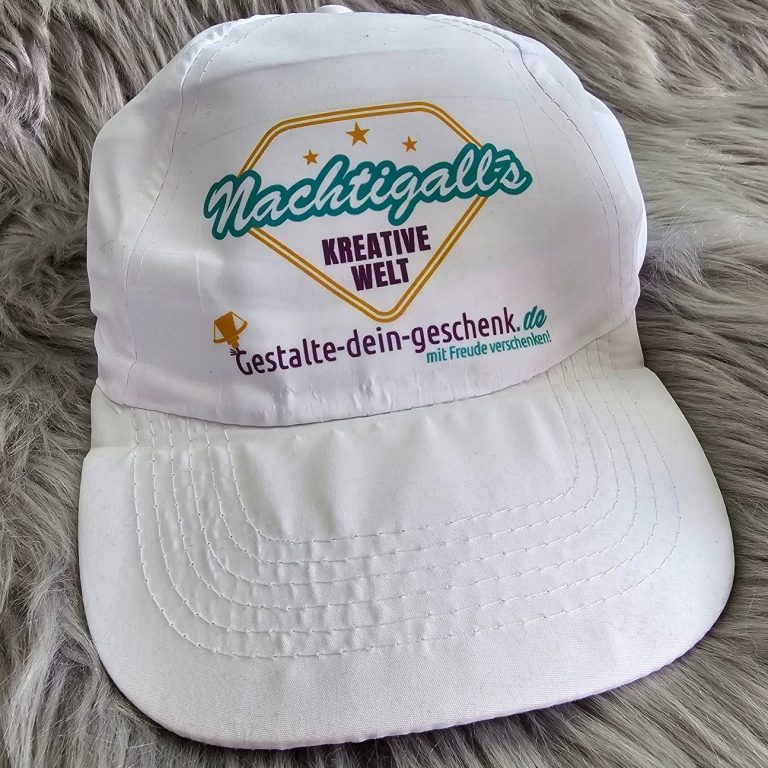 Nachtigall's
KREATIVE
WELT
Gestalte-dein-geschenk.de
mit Freude verschenken!